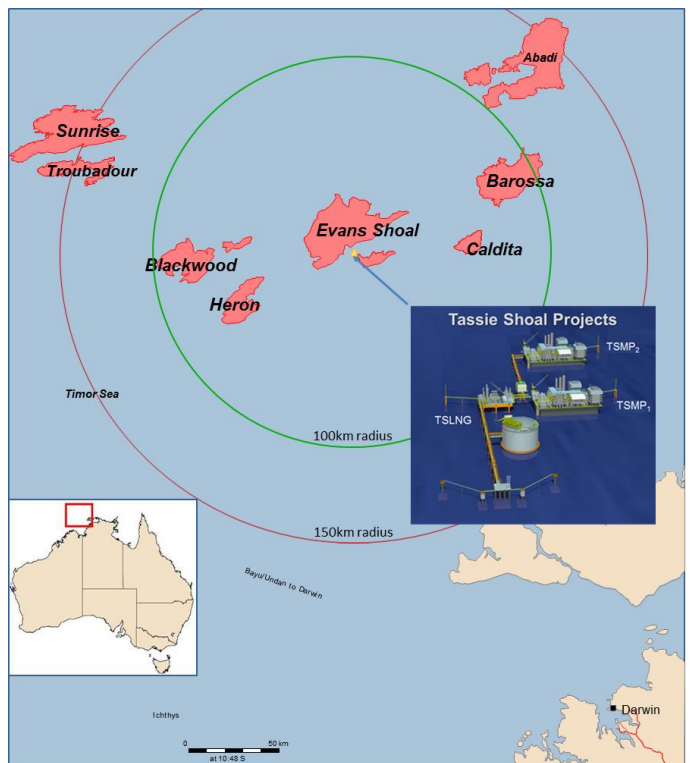 Abadi
Sunrise
Troubadour
Barossa
Evans Shoal
Caldita
Blackwood
Heron
Tassie Shoal Projects
TSMP2
TSLNG
TSMP1
Timor Sea
100km radius
150km radius
Bayu/Undan to Darwin
Ichthys
Darwin
0 50 km
at 10:48 S